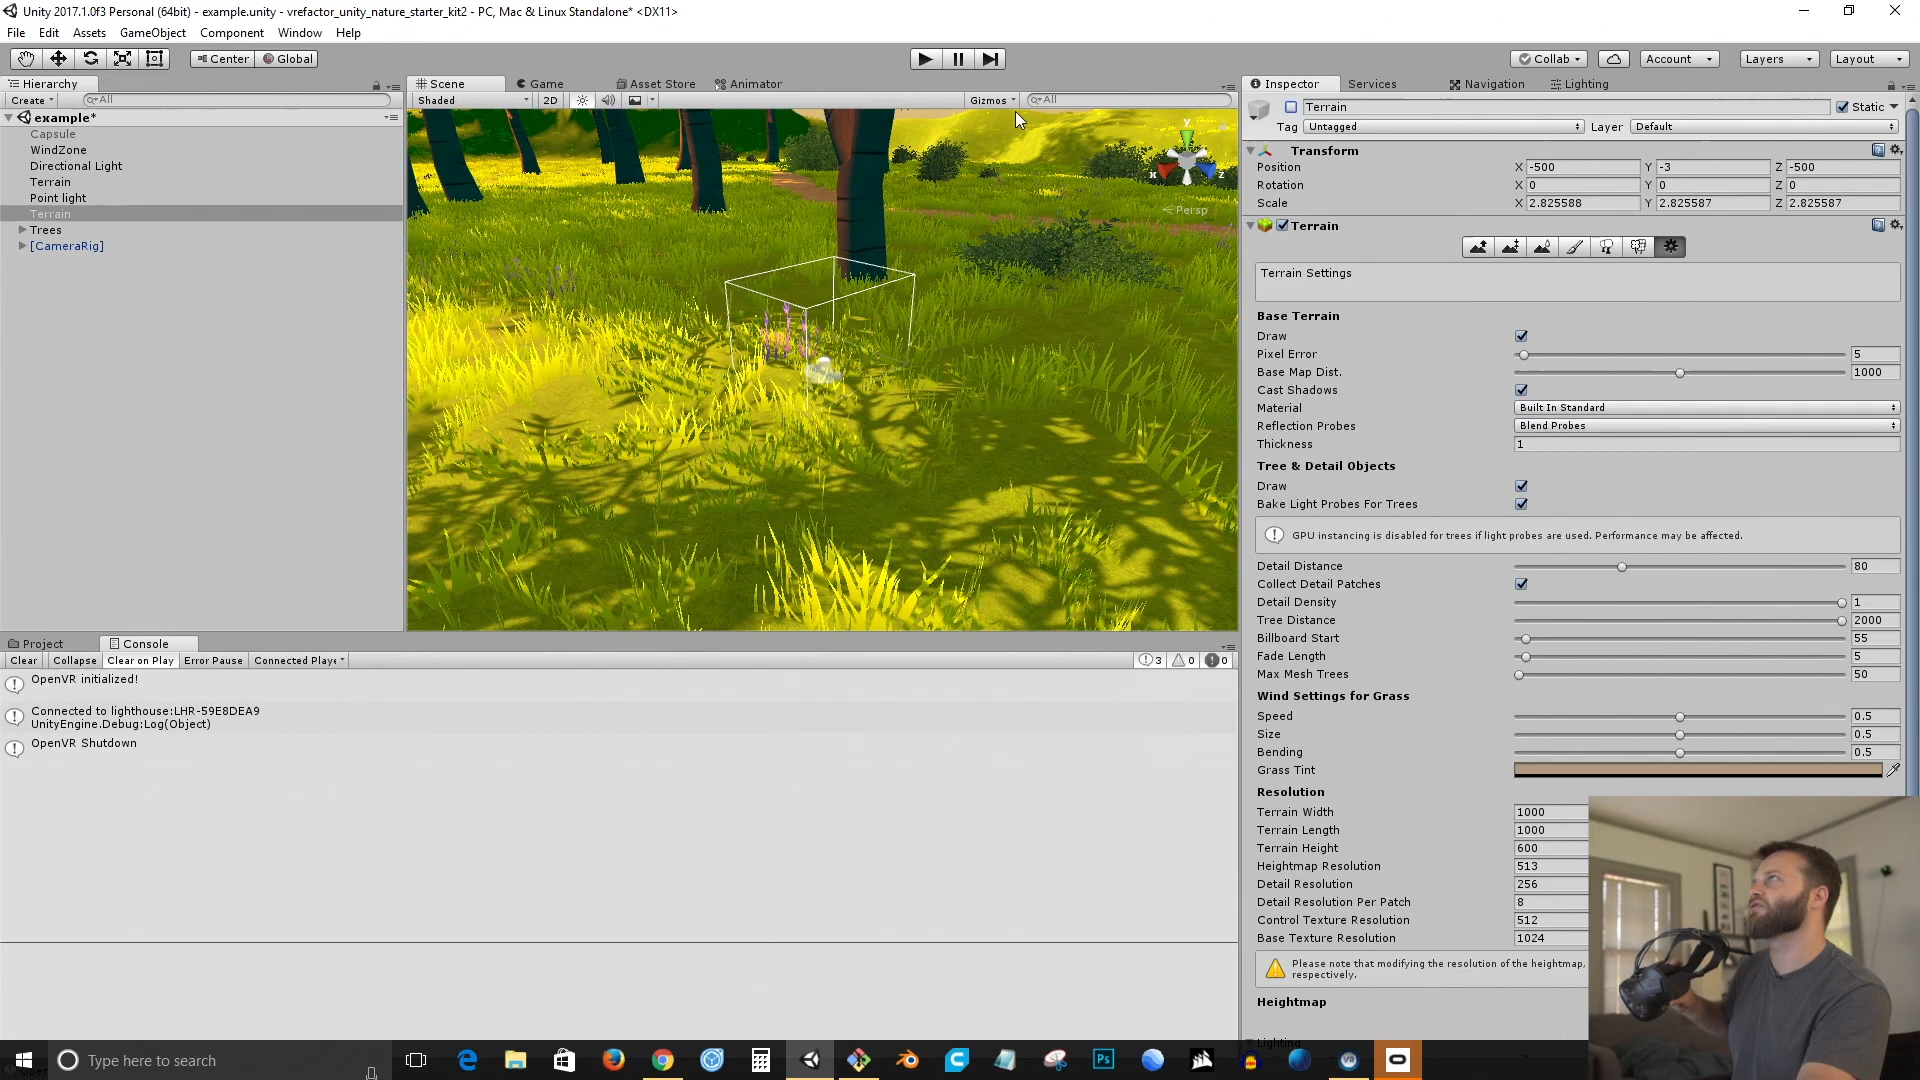 Unity 2017.1.0f3 Personal (64bit) - example.unity - vrefactor_unity_nature_starter_kit2 - PC, Mac & Linux Standalone* <DX11>
File Edit Assets GameObject Component Window Help
Center Global
Collab Account Layers Layout
Hierarchy
Create All
example*
Capsule
WindZone
Directional Light
Terrain
Point light
Terrain
Trees
[CameraRig]
Scene Game Asset Store Animator
Shaded 2D Gizmos All
y
x z
Persp
Inspector Services Navigation Lighting
Terrain Static
Tag Untagged Layer Default
Transform
Position X -500 Y -3 Z -500
Rotation X 0 Y 0 Z 0
Scale X 2.825588 Y 2.825587 Z 2.825587
Terrain
Terrain Settings
Base Terrain
Draw
Pixel Error 5
Base Map Dist. 1000
Cast Shadows
Material Built In Standard
Reflection Probes Blend Probes
Thickness 1
Tree & Detail Objects
Draw
Bake Light Probes For Trees
GPU instancing is disabled for trees if light probes are used. Performance may be affected.
Detail Distance 80
Collect Detail Patches
Detail Density 1
Tree Distance 2000
Billboard Start 55
Fade Length 5
Max Mesh Trees 50
Wind Settings for Grass
Speed 0.5
Size 0.5
Bending 0.5
Grass Tint
Resolution
Terrain Width 1000
Terrain Length 1000
Terrain Height 600
Heightmap Resolution 513
Detail Resolution 256
Detail Resolution Per Patch 8
Control Texture Resolution 512
Base Texture Resolution 1024
Please note that modifying the resolution of the heightmap,
respectively.
Heightmap
Lighting
Project Console
Clear Collapse Clear on Play Error Pause Connected Playe 3 0 0
OpenVR initialized!
Connected to lighthouse:LHR-59E8DEA9
UnityEngine.Debug:Log(Object)
OpenVR Shutdown
Type here to search
Ps
VR